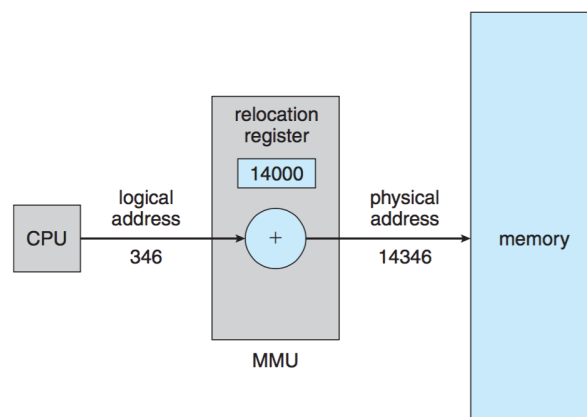 relocation
register
14000
logical
address
physical
address
CPU
+
memory
346
14346
MMU